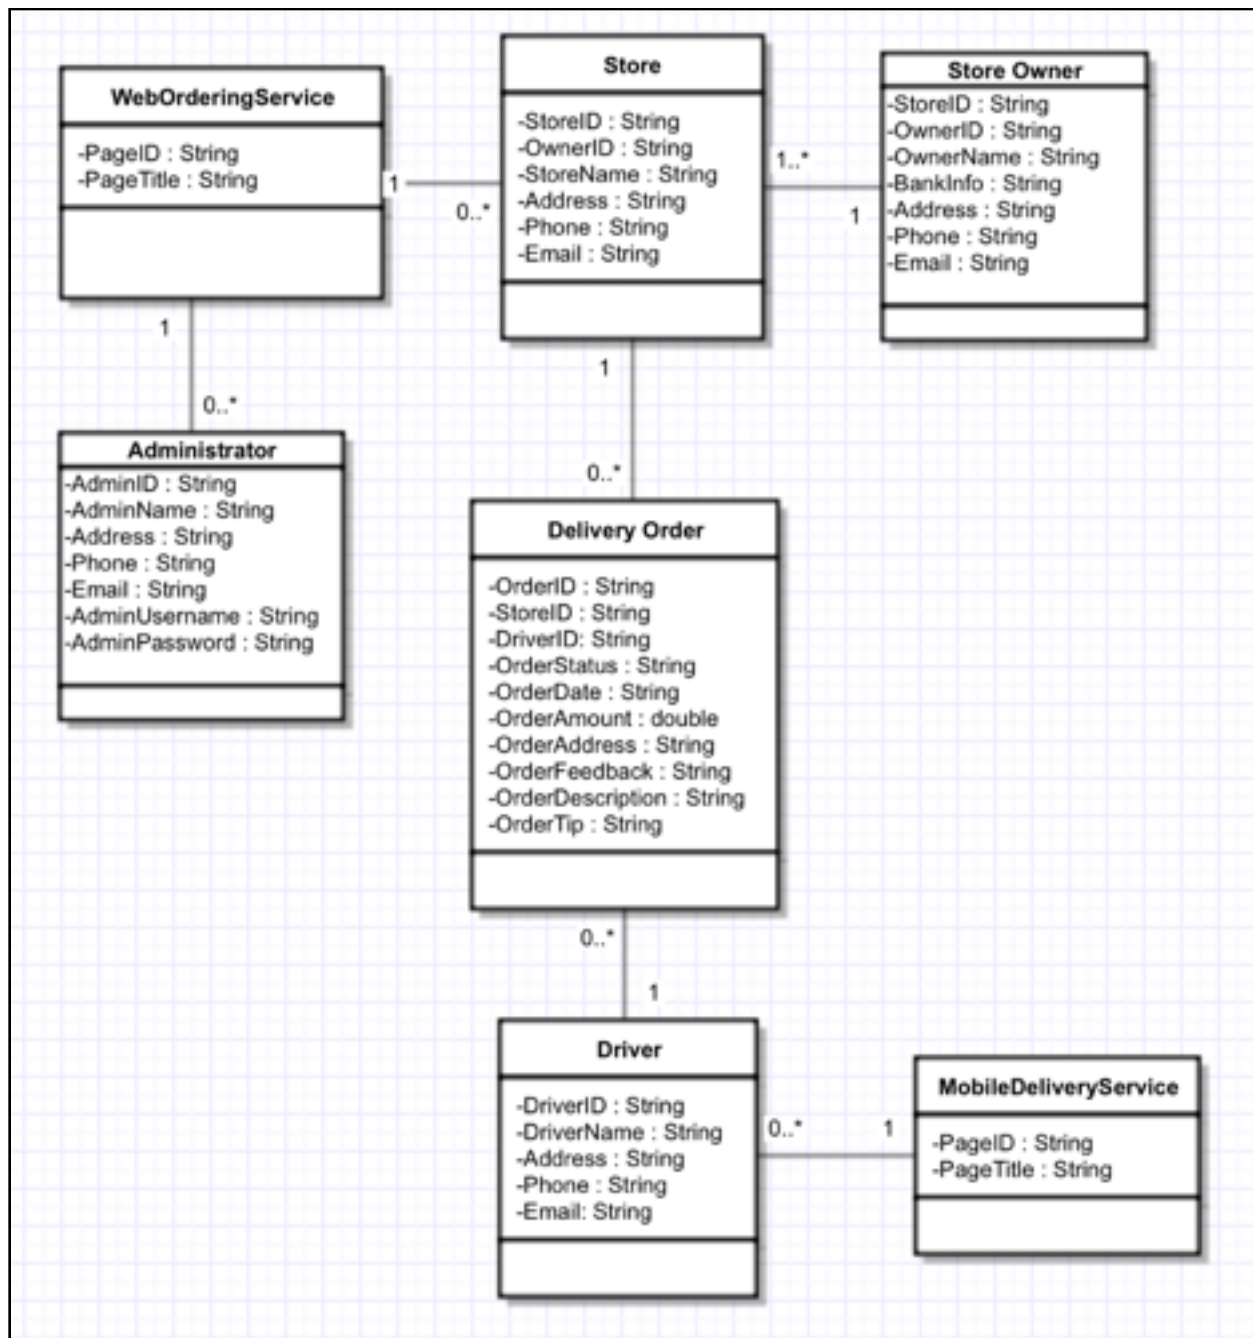 WebOrderingService
-PageID : String
-PageTitle : String
1
0..*
Store
-StoreID : String
-OwnerID : String
-StoreName : String
-Address : String
-Phone : String
-Email : String
1..*
1
Store Owner
-StoreID : String
-OwnerID : String
-OwnerName : String
-BankInfo : String
-Address : String
-Phone : String
-Email : String
1
0..*
Administrator
-AdminID : String
-AdminName : String
-Address : String
-Phone : String
-Email : String
-AdminUsername : String
-AdminPassword : String
1
0..*
Delivery Order
-OrderID : String
-StoreID : String
-DriverID: String
-OrderStatus : String
-OrderDate : String
-OrderAmount : double
-OrderAddress : String
-OrderFeedback : String
-OrderDescription : String
-OrderTip : String
0..*
1
Driver
-DriverID : String
-DriverName : String
-Address : String
-Phone : String
-Email: String
0..*
1
MobileDeliveryService
-PageID : String
-PageTitle : String